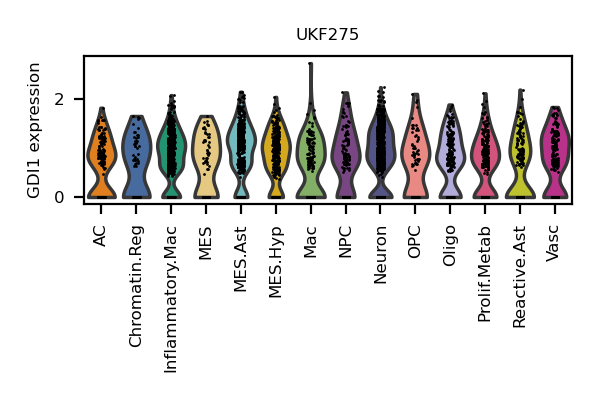 UKF275
GDI1 expression
2
0
AC
Chromatin.Reg
Inflammatory.Mac
MES
MES.Ast
MES.Hyp
Mac
NPC
Neuron
OPC
Oligo
Prolif.Metab
Reactive.Ast
Vasc